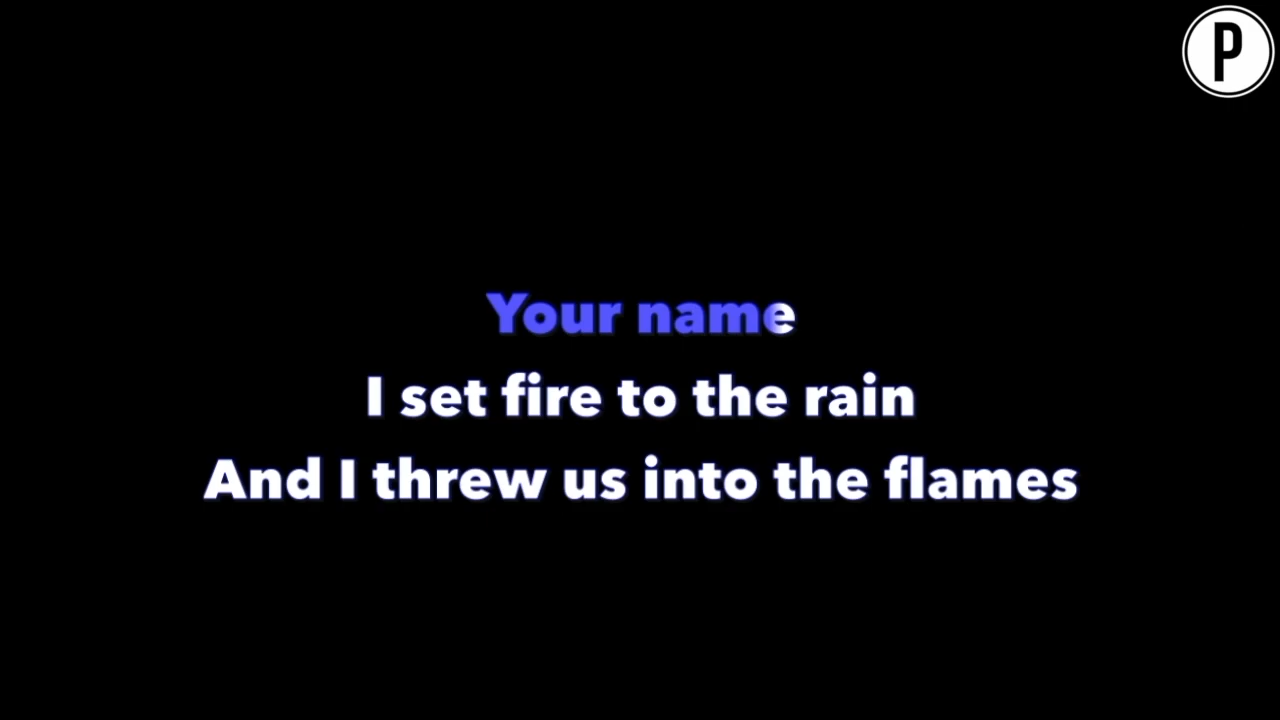 P
Your name
I set fire to the rain
And I threw us into the flames